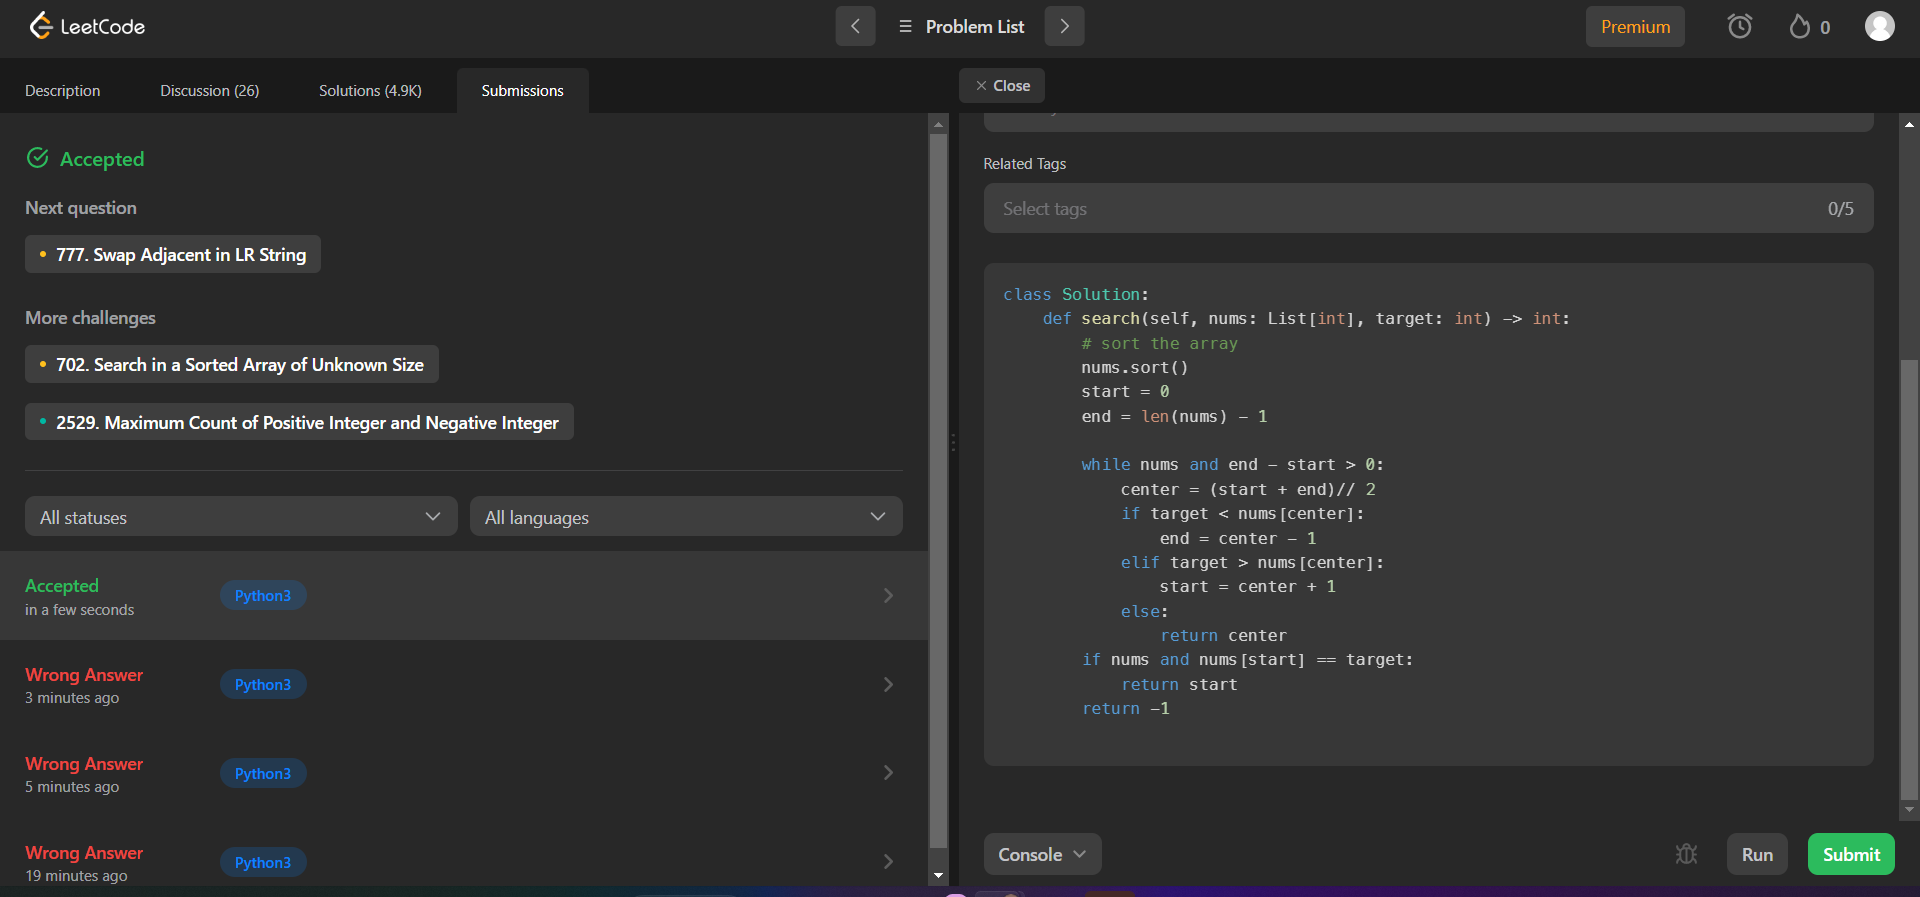 LeetCode
Problem List
Premium
0
Description
Discussion (26)
Solutions (4.9K)
Submissions
Close
Accepted
Next question
777. Swap Adjacent in LR String
More challenges
702. Search in a Sorted Array of Unknown Size
2529. Maximum Count of Positive Integer and Negative Integer
All statuses
All languages
Accepted
in a few seconds
Python3
Wrong Answer
3 minutes ago
Python3
Wrong Answer
5 minutes ago
Python3
Wrong Answer
19 minutes ago
Python3
Related Tags
Select tags
0/5
class Solution:
    def search(self, nums: List[int], target: int) -> int:
        # sort the array
        nums.sort()
        start = 0
        end = len(nums) - 1

        while nums and end - start > 0:
            center = (start + end)// 2
            if target < nums[center]:
                end = center - 1
            elif target > nums[center]:
                start = center + 1
            else:
                return center
        if nums and nums[start] == target:
            return start
        return -1
Console
Run
Submit